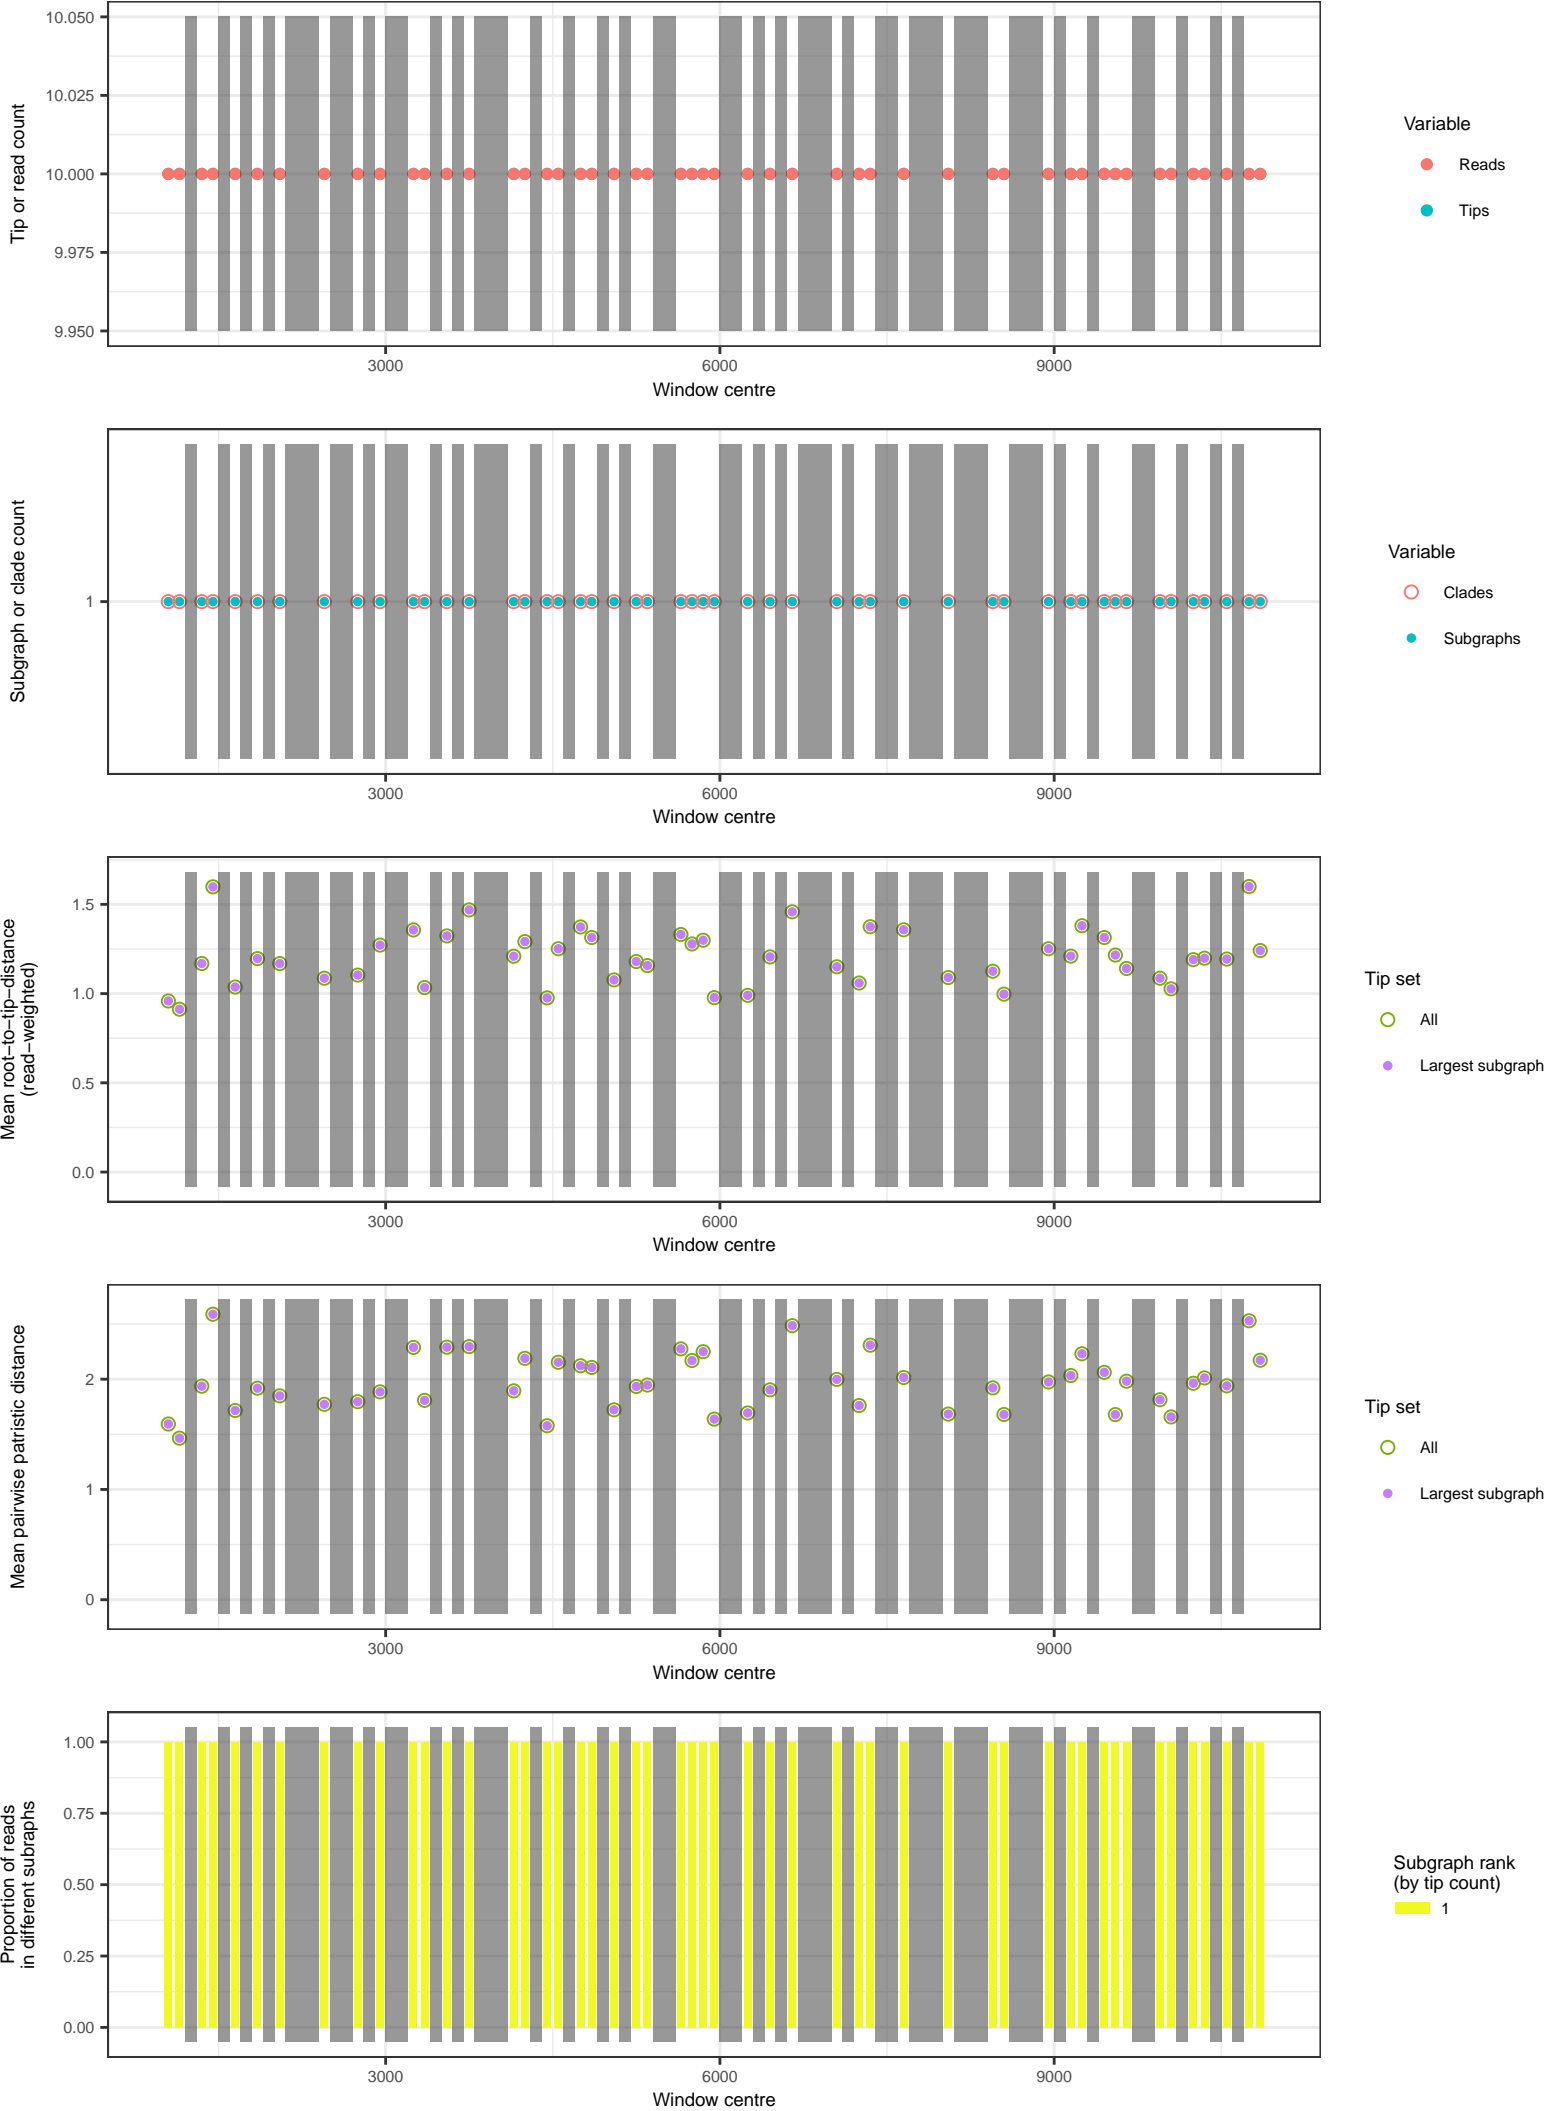 10.050
10.025
10.000
9.975
9.950
Tip or read count
3000
6000
9000
Window centre
Variable
Reads
Tips
1
Subgraph or clade count
3000
6000
9000
Window centre
Variable
Clades
Subgraphs
1.5
1.0
0.5
0.0
Mean root−to−tip−distance
(read−weighted)
3000
6000
9000
Window centre
Tip set
All
Largest subgraph
2
1
0
Mean pairwise patristic distance
3000
6000
9000
Window centre
Tip set
All
Largest subgraph
1.00
0.75
0.50
0.25
0.00
Proportion of reads
in different subraphs
3000
6000
9000
Window centre
Subgraph rank
(by tip count)
1